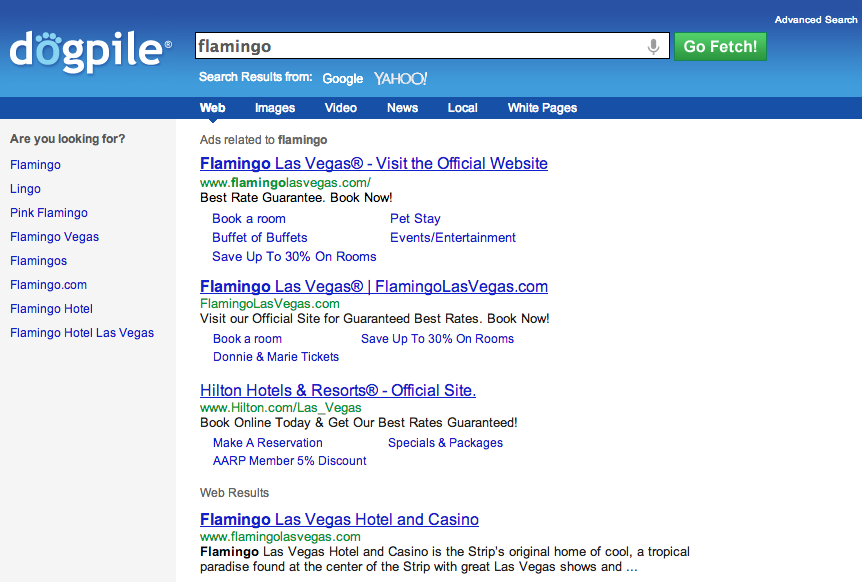 Advanced Search
dogpile®
flamingo
Go Fetch!
Search Results from: Google YAHOO!
Web Images Video News Local White Pages
Are you looking for?
Flamingo
Lingo
Pink Flamingo
Flamingo Vegas
Flamingos
Flamingo.com
Flamingo Hotel
Flamingo Hotel Las Vegas
Ads related to flamingo
Flamingo Las Vegas® - Visit the Official Website
www.flamingolasvegas.com/
Best Rate Guarantee. Book Now!
Book a room Pet Stay
Buffet of Buffets Events/Entertainment
Save Up To 30% On Rooms
Flamingo Las Vegas® | FlamingoLasVegas.com
FlamingoLasVegas.com
Visit our Official Site for Guaranteed Best Rates. Book Now!
Book a room Save Up To 30% On Rooms
Donnie & Marie Tickets
Hilton Hotels & Resorts® - Official Site.
www.Hilton.com/Las_Vegas
Book Online Today & Get Our Best Rates Guaranteed!
Make A Reservation Specials & Packages
AARP Member 5% Discount
Web Results
Flamingo Las Vegas Hotel and Casino
www.flamingolasvegas.com
Flamingo Las Vegas Hotel and Casino is the Strip's original home of cool, a tropical
paradise found at the center of the Strip with great Las Vegas shows and ...